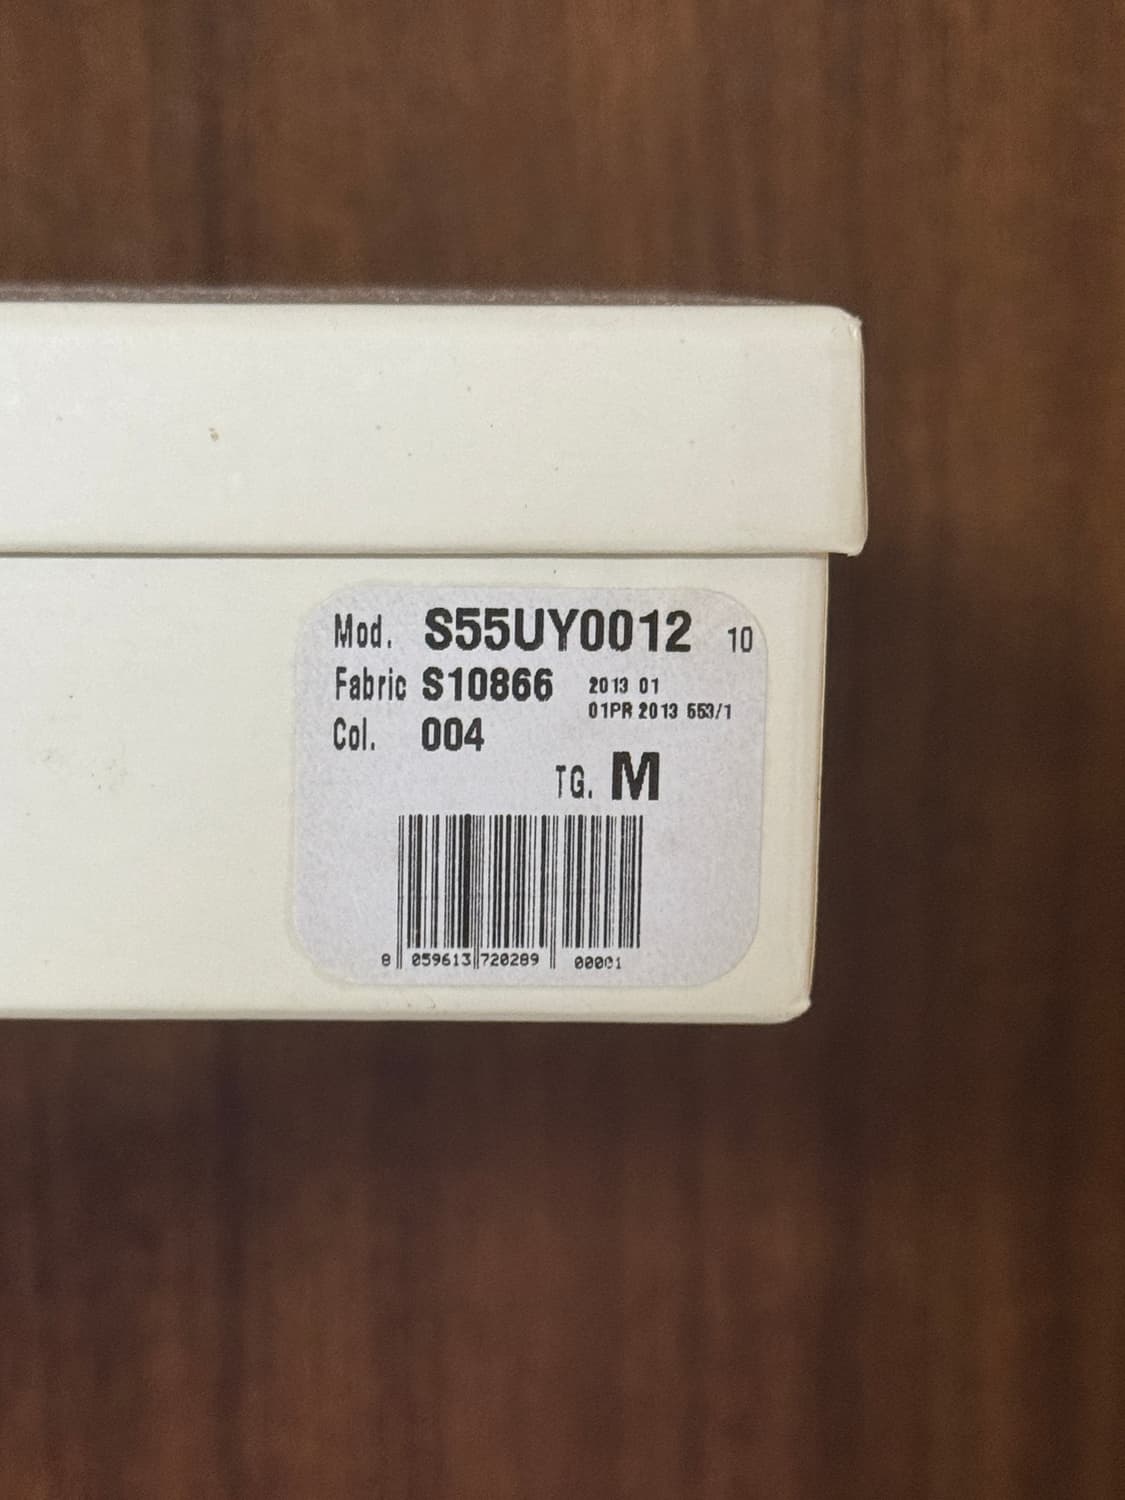 Mod. S55UY0012 10
Fabric S10866 2013 01
01PR 2013 553/1
Col. 004
TG. M
8 059613 720289 00001